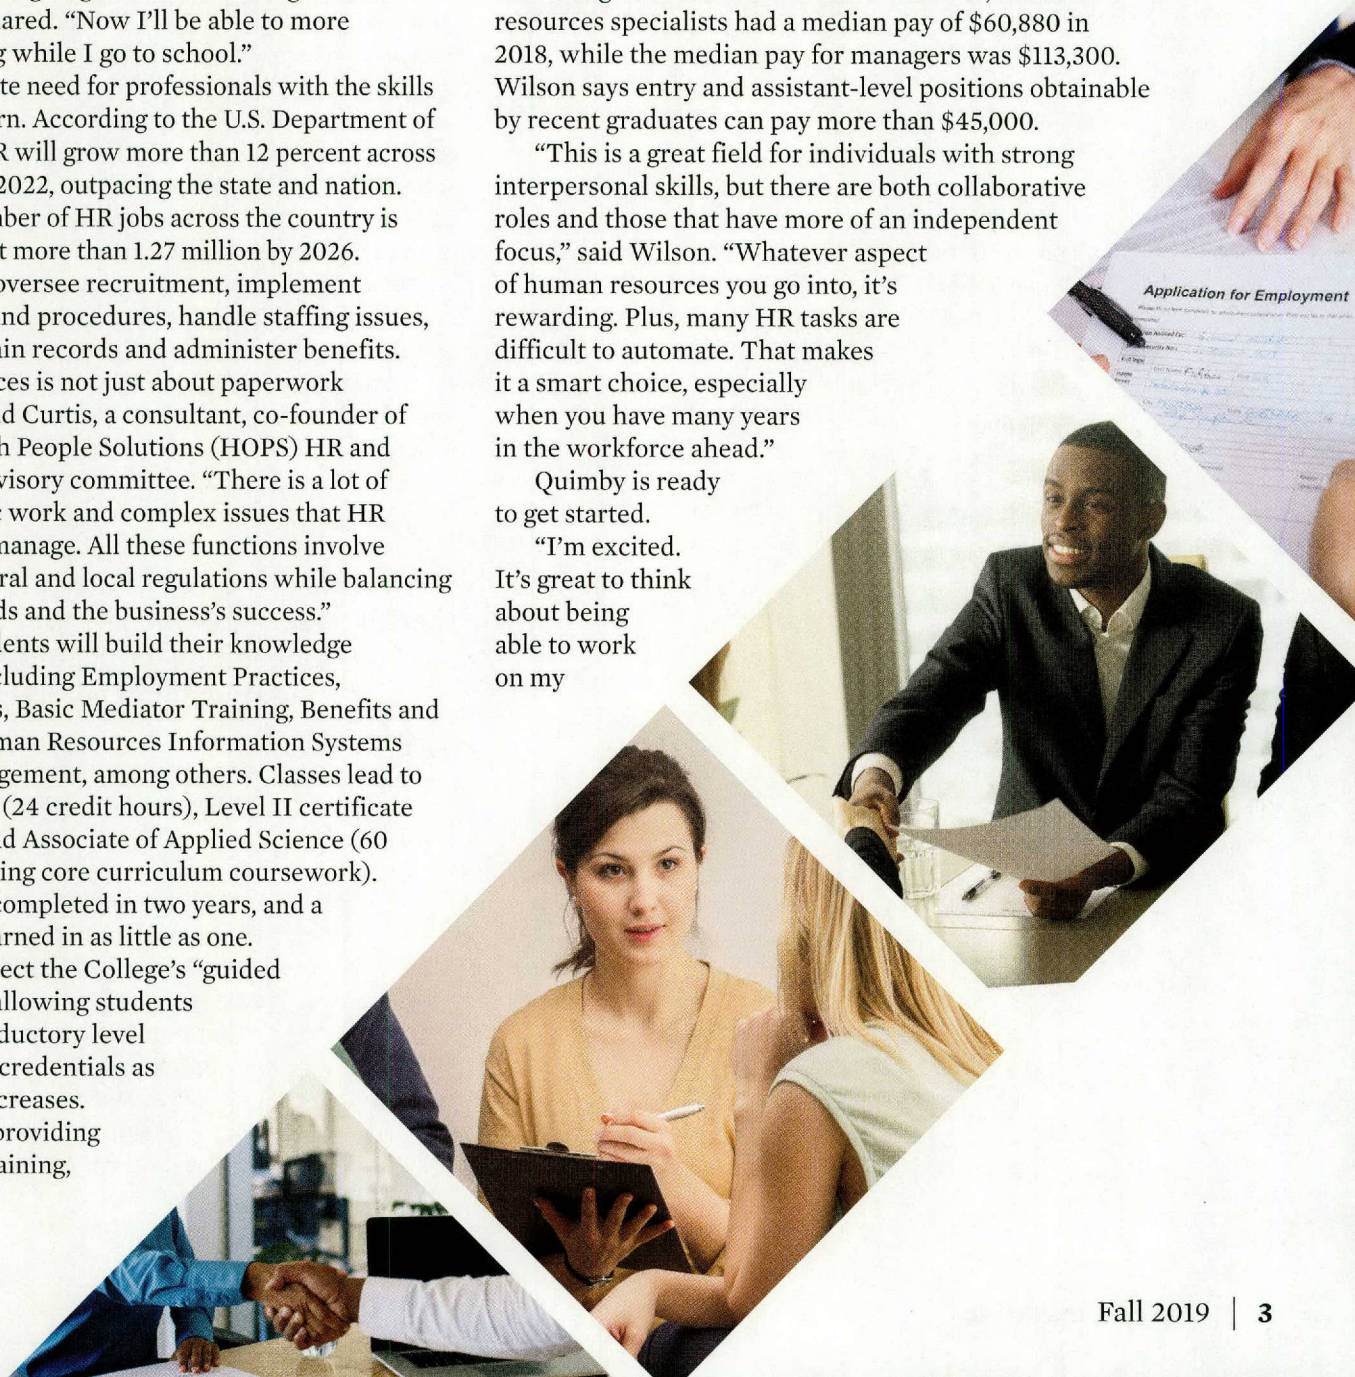 ared. “Now I’ll be able to more
g while I go to school.”
te need for professionals with the skills
rn. According to the U.S. Department of
R will grow more than 12 percent across
2022, outpacing the state and nation.
ber of HR jobs across the country is
t more than 1.27 million by 2026.
oversee recruitment, implement
nd procedures, handle staffing issues,
in records and administer benefits.
ces is not just about paperwork
d Curtis, a consultant, co-founder of
h People Solutions (HOPS) HR and
visory committee. “There is a lot of
work and complex issues that HR
manage. All these functions involve
ral and local regulations while balancing
ds and the business’s success.”
dents will build their knowledge
cluding Employment Practices,
s, Basic Mediator Training, Benefits and
man Resources Information Systems
gement, among others. Classes lead to
(24 credit hours), Level II certificate
d Associate of Applied Science (60
ing core curriculum coursework).
completed in two years, and a
arned in as little as one.
ect the College’s “guided
allowing students
ductory level
credentials as
creases.
providing
aining,
resources specialists had a median pay of $60,880 in
2018, while the median pay for managers was $113,300.
Wilson says entry and assistant-level positions obtainable
by recent graduates can pay more than $45,000.
“This is a great field for individuals with strong
interpersonal skills, but there are both collaborative
roles and those that have more of an independent
focus,” said Wilson. “Whatever aspect
of human resources you go into, it’s
rewarding. Plus, many HR tasks are
difficult to automate. That makes
it a smart choice, especially
when you have many years
in the workforce ahead.”
Quimby is ready
to get started.
“I’m excited.
It’s great to think
about being
able to work
on my
Application for Employment
Fall 2019 | 3